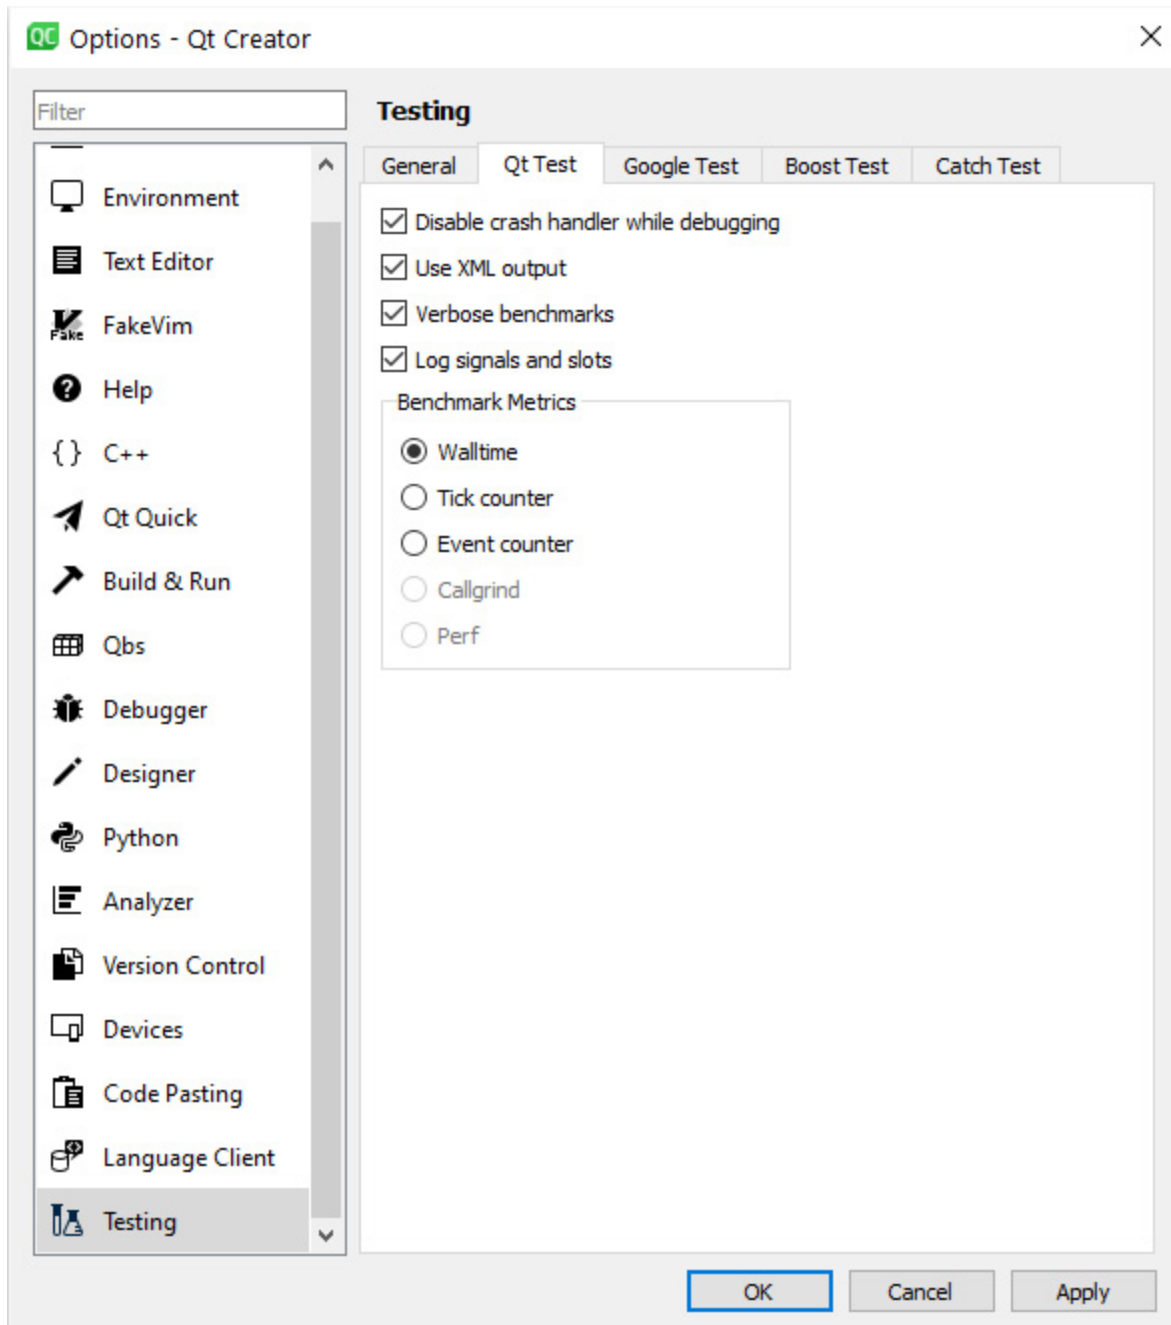 QC Options - Qt Creator
Filter
Environment
Text Editor
Fake FakeVim
Help
{} C++
Qt Quick
Build & Run
Qbs
Debugger
Designer
Python
Analyzer
Version Control
Devices
Code Pasting
Language Client
Testing
Testing
General Qt Test Google Test Boost Test Catch Test
Disable crash handler while debugging
Use XML output
Verbose benchmarks
Log signals and slots
Benchmark Metrics
Walltime
Tick counter
Event counter
Callgrind
Perf
OK Cancel Apply